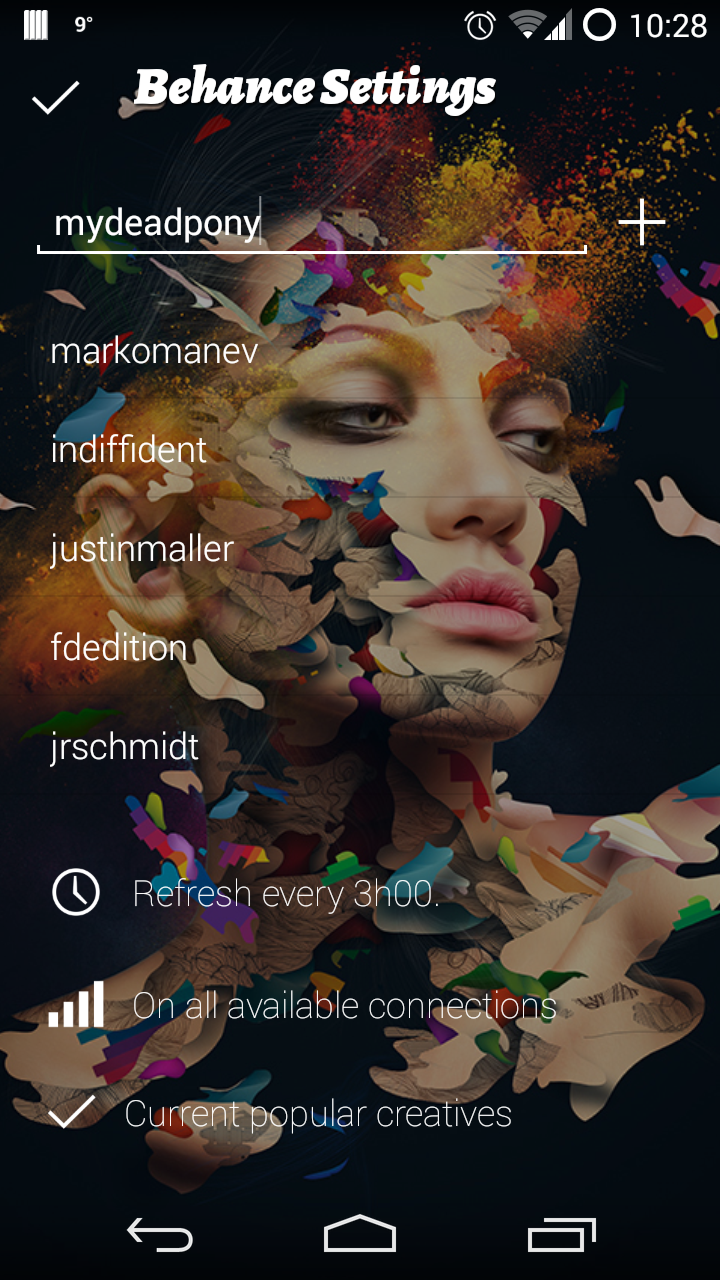 9° 10:28
Behance Settings
mydeadpony
markomanev
indiffident
justinmaller
fdedition
jrschmidt
Refresh every 3h00.
On all available connections
Current popular creatives